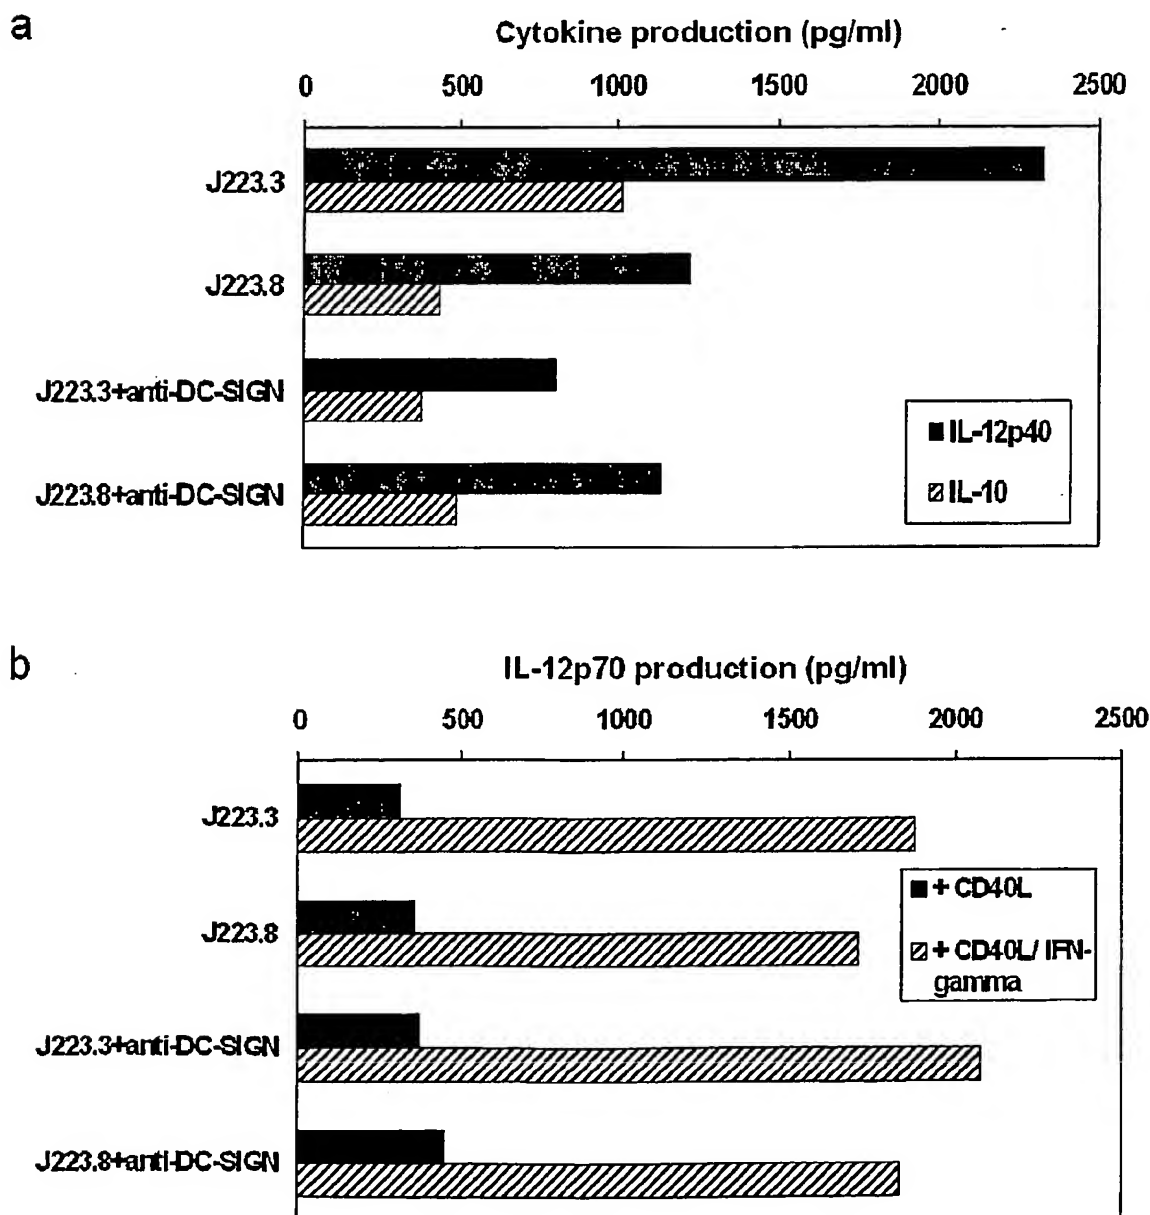 a
Cytokine production (pg/ml)
0 500 1000 1500 2000 2500
J223.3
J223.8
J223.3+anti-DC-SIGN
J223.8+anti-DC-SIGN
IL-12p40
IL-10
b
IL-12p70 production (pg/ml)
0 500 1000 1500 2000 2500
J223.3
J223.8
J223.3+anti-DC-SIGN
J223.8+anti-DC-SIGN
+ CD40L
+ CD40L/ IFN-
gamma